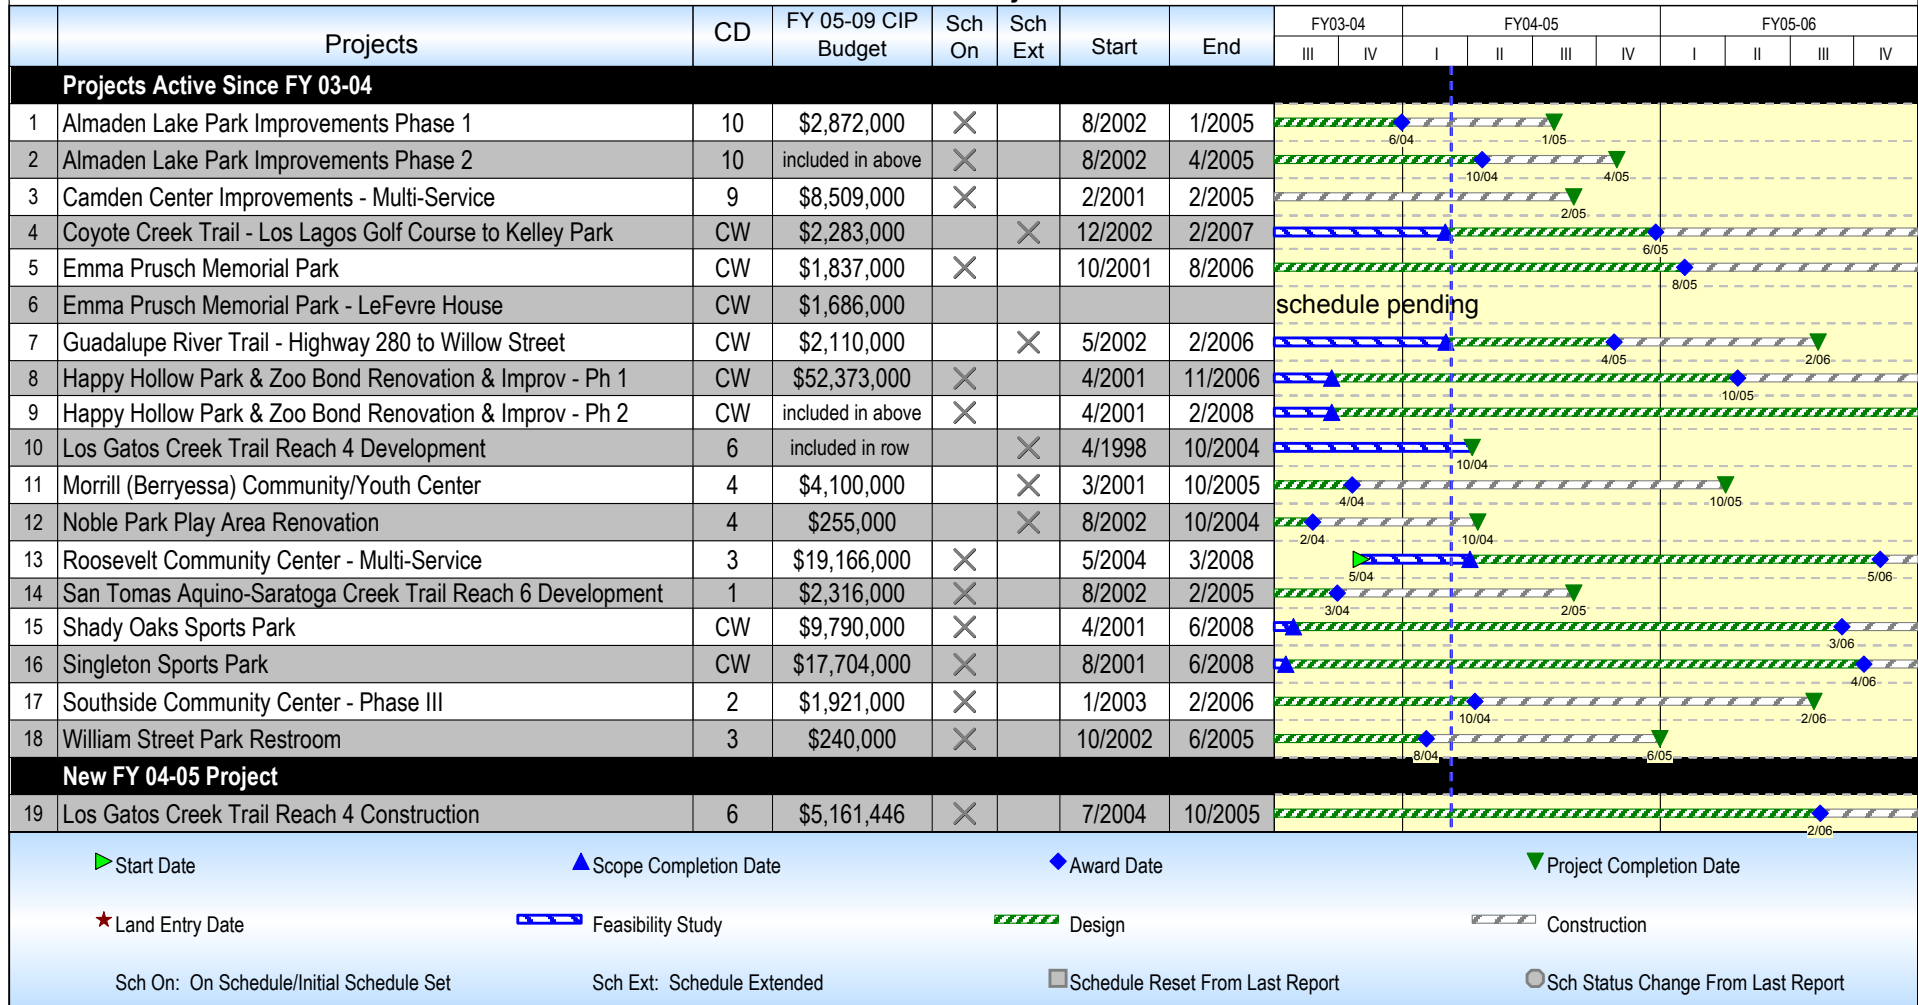 Projects CD FY 05-09 CIP Budget Sch On Sch Ext Start End FY03-04 FY04-05 FY05-06
III IV I II III IV I II III IV
Projects Active Since FY 03-04
1 Almaden Lake Park Improvements Phase 1 10 $2,872,000 X 8/2002 1/2005 6/04 1/05
2 Almaden Lake Park Improvements Phase 2 10 included in above X 8/2002 4/2005 10/04 4/05
3 Camden Center Improvements - Multi-Service 9 $8,509,000 X 2/2001 2/2005 2/05
4 Coyote Creek Trail - Los Lagos Golf Course to Kelley Park CW $2,283,000 X 12/2002 2/2007 6/05
5 Emma Prusch Memorial Park CW $1,837,000 X 10/2001 8/2006 8/05
6 Emma Prusch Memorial Park - LeFevre House CW $1,686,000 schedule pending
7 Guadalupe River Trail - Highway 280 to Willow Street CW $2,110,000 X 5/2002 2/2006 4/05 2/06
8 Happy Hollow Park & Zoo Bond Renovation & Improv - Ph 1 CW $52,373,000 X 4/2001 11/2006 10/05
9 Happy Hollow Park & Zoo Bond Renovation & Improv - Ph 2 CW included in above X 4/2001 2/2008
10 Los Gatos Creek Trail Reach 4 Development 6 included in row X 4/1998 10/2004 10/04
11 Morrill (Berryessa) Community/Youth Center 4 $4,100,000 X 3/2001 10/2005 4/04 10/05
12 Noble Park Play Area Renovation 4 $255,000 X 8/2002 10/2004 2/04 10/04
13 Roosevelt Community Center - Multi-Service 3 $19,166,000 X 5/2004 3/2008 5/04 5/06
14 San Tomas Aquino-Saratoga Creek Trail Reach 6 Development 1 $2,316,000 X 8/2002 2/2005 3/04 2/05
15 Shady Oaks Sports Park CW $9,790,000 X 4/2001 6/2008 3/06
16 Singleton Sports Park CW $17,704,000 X 8/2001 6/2008 4/06
17 Southside Community Center - Phase III 2 $1,921,000 X 1/2003 2/2006 10/04 2/06
18 William Street Park Restroom 3 $240,000 X 10/2002 6/2005 8/04 6/05
New FY 04-05 Project
19 Los Gatos Creek Trail Reach 4 Construction 6 $5,161,446 X 7/2004 10/2005 2/06
Start Date Scope Completion Date Award Date Project Completion Date
Land Entry Date Feasibility Study Design Construction
Sch On: On Schedule/Initial Schedule Set Sch Ext: Schedule Extended Schedule Reset From Last Report Sch Status Change From Last Report